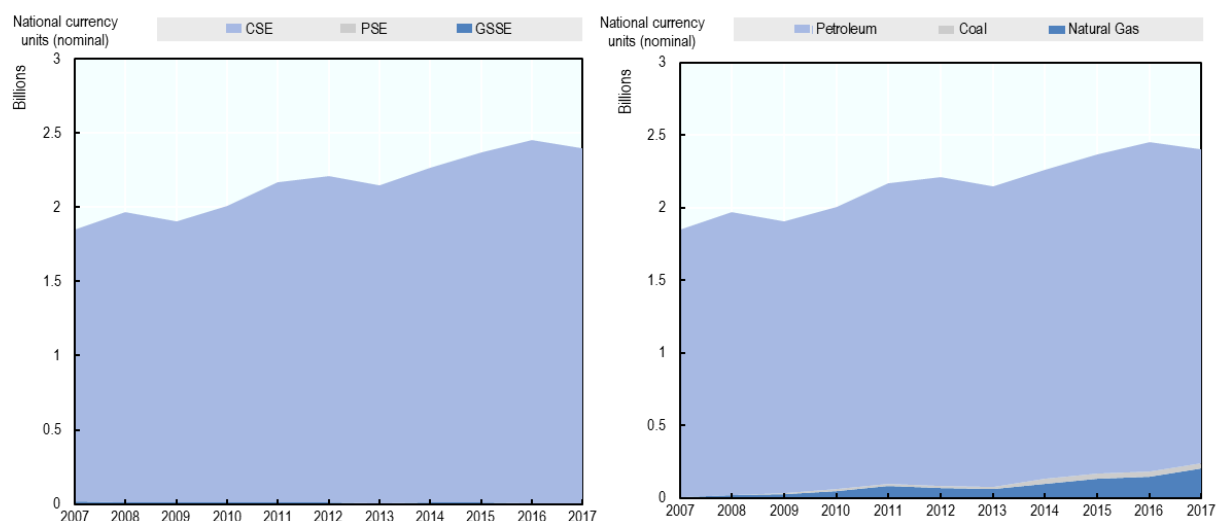 National currency
units (nominal)
CSE PSE GSSE
Billions
3
2.5
2
1.5
1
0.5
0
2007 2008 2009 2010 2011 2012 2013 2014 2015 2016 2017
National currency
units (nominal)
Petroleum Coal Natural Gas
Billions
3
2.5
2
1.5
1
0.5
0
2007 2008 2009 2010 2011 2012 2013 2014 2015 2016 2017